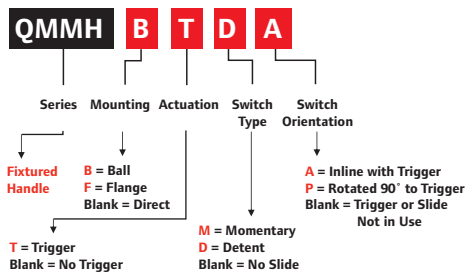 QMMH B T D A
Series Mounting Actuation Switch Type Switch Orientation
Fixtured
Handle
B = Ball
F = Flange
Blank = Direct
A = Inline with Trigger
P = Rotated 90˚ to Trigger
Blank = Trigger or Slide
Not in Use
T = Trigger
Blank = No Trigger
M = Momentary
D = Detent
Blank = No Slide